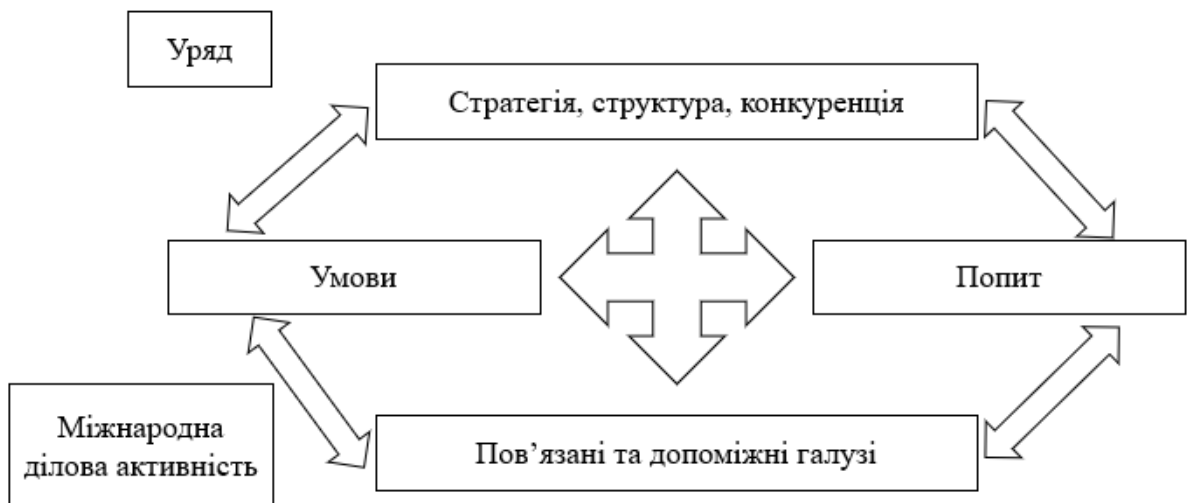 Уряд
Стратегія, структура, конкуренція
Умови
Попит
Міжнародна
ділова активність
Пов’язані та допоміжні галузі